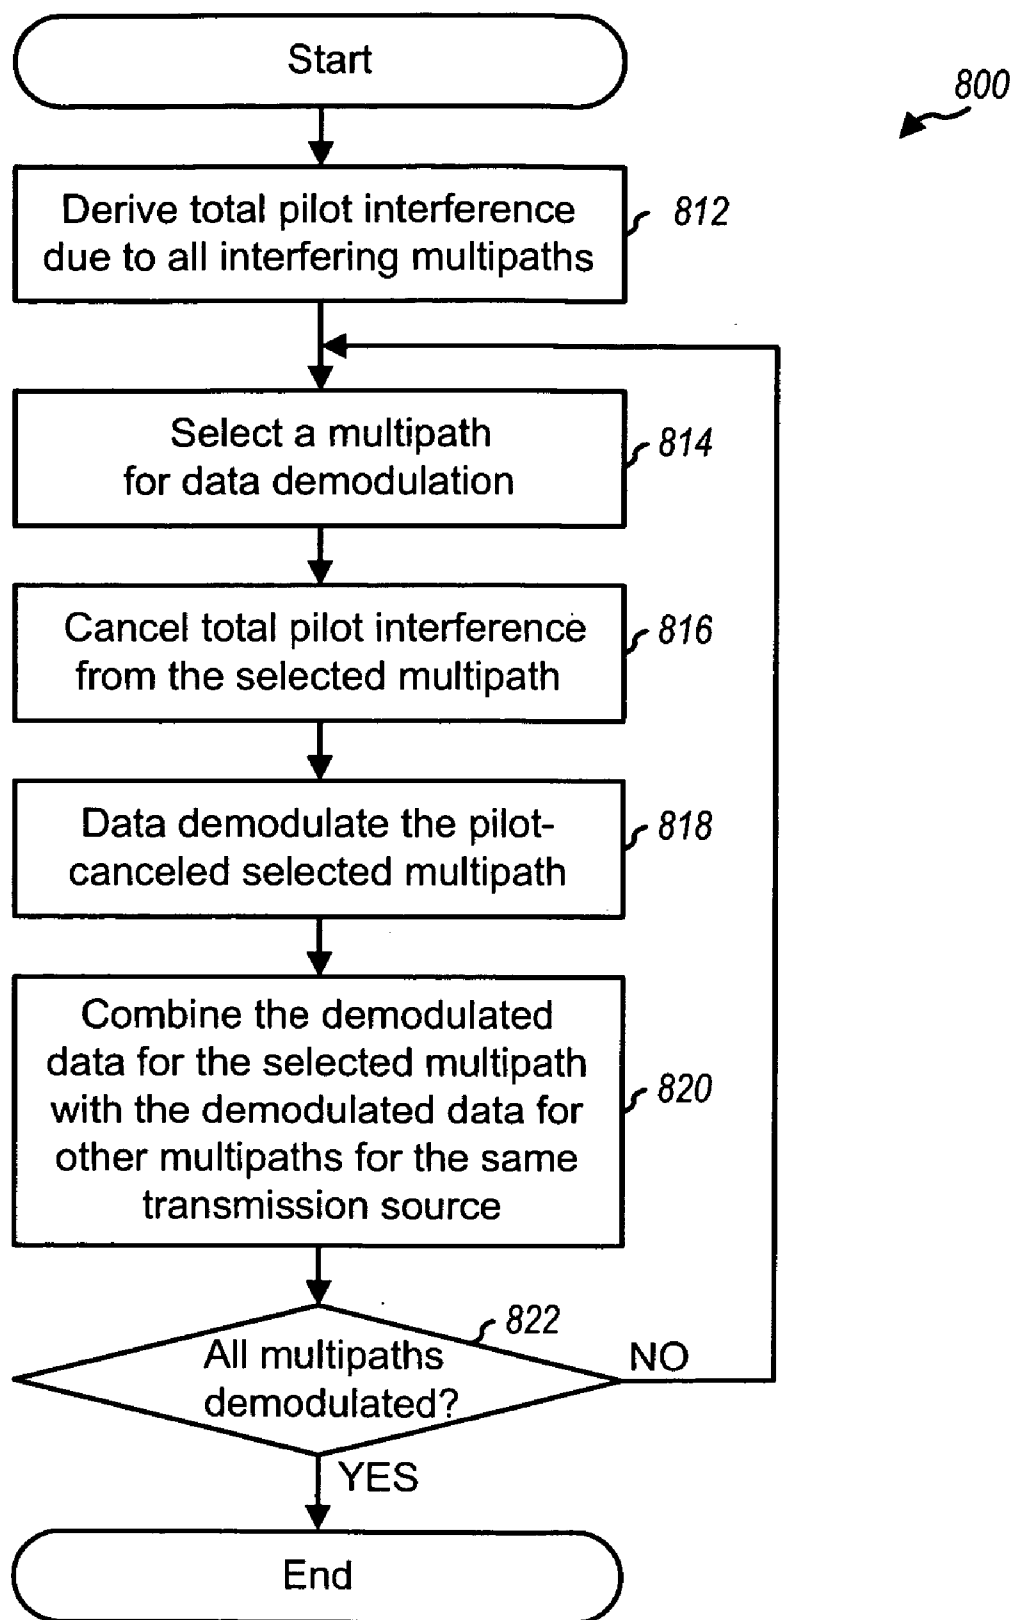 Start
800
Derive total pilot interference
due to all interfering multipaths
812
Select a multipath
for data demodulation
814
Cancel total pilot interference
from the selected multipath
816
Data demodulate the pilot-
canceled selected multipath
818
Combine the demodulated
data for the selected multipath
with the demodulated data for
other multipaths for the same
transmission source
820
822
All multipaths
demodulated?
NO
YES
End